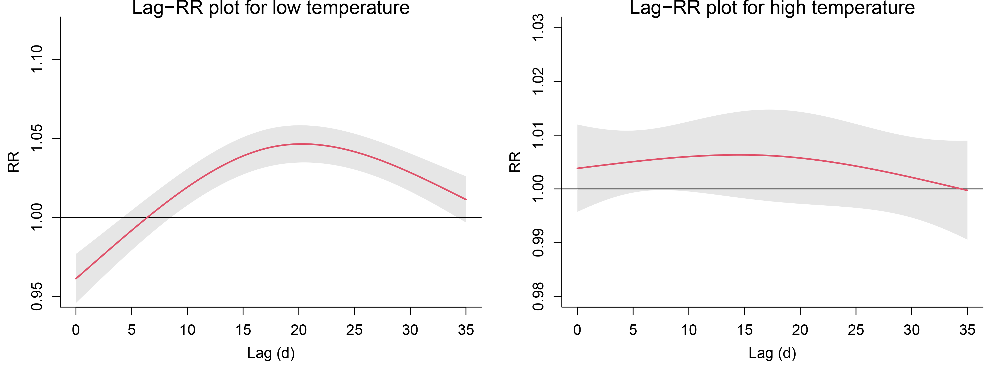 Lag−RR plot for low temperature
RR
1.10
1.05
1.00
0.95
0 5 10 15 20 25 30 35
Lag (d)
Lag−RR plot for high temperature
RR
1.03
1.02
1.01
1.00
0.99
0.98
0 5 10 15 20 25 30 35
Lag (d)